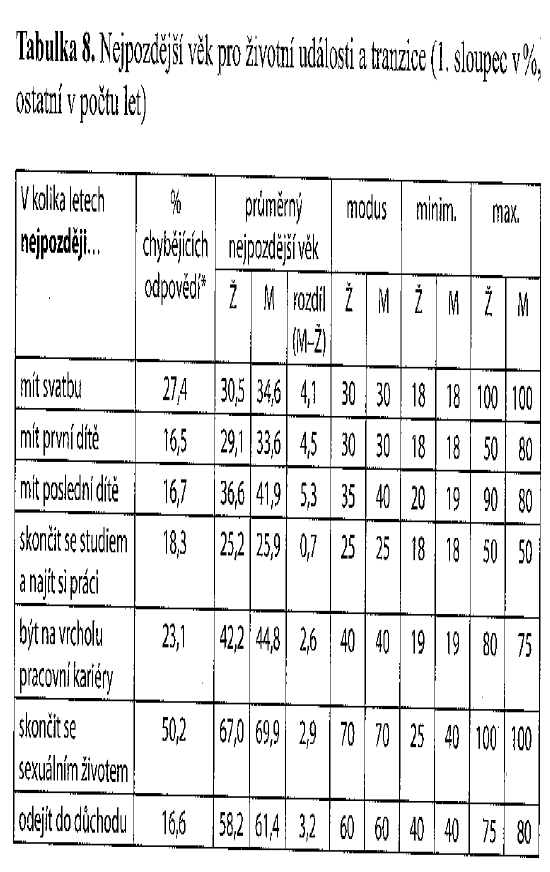 Tabulka 8. Nejpozdější věk pro životní události a tranzice (1. sloupec v %,
ostatní v počtu let)
V kolika letech nejpozději... % chybějících odpovědí* průměrný nejpozdější věk modus minim. max.
Ž M rozdíl (M–Ž) Ž M Ž M Ž M
mít svatbu 27,4 30,5 34,6 4,1 30 30 18 18 100 100
mít první dítě 16,5 29,1 33,6 4,5 30 30 18 18 50 80
mít poslední dítě 16,7 36,6 41,9 5,3 35 40 20 19 90 80
skončit se studiem a najít si práci 18,3 25,2 25,9 0,7 25 25 18 18 50 50
být na vrcholu pracovní kariéry 23,1 42,2 44,8 2,6 40 40 19 19 80 75
skončit se sexuálním životem 50,2 67,0 69,9 2,9 70 70 25 40 100 100
odejít do důchodu 16,6 58,2 61,4 3,2 60 60 40 40 75 80